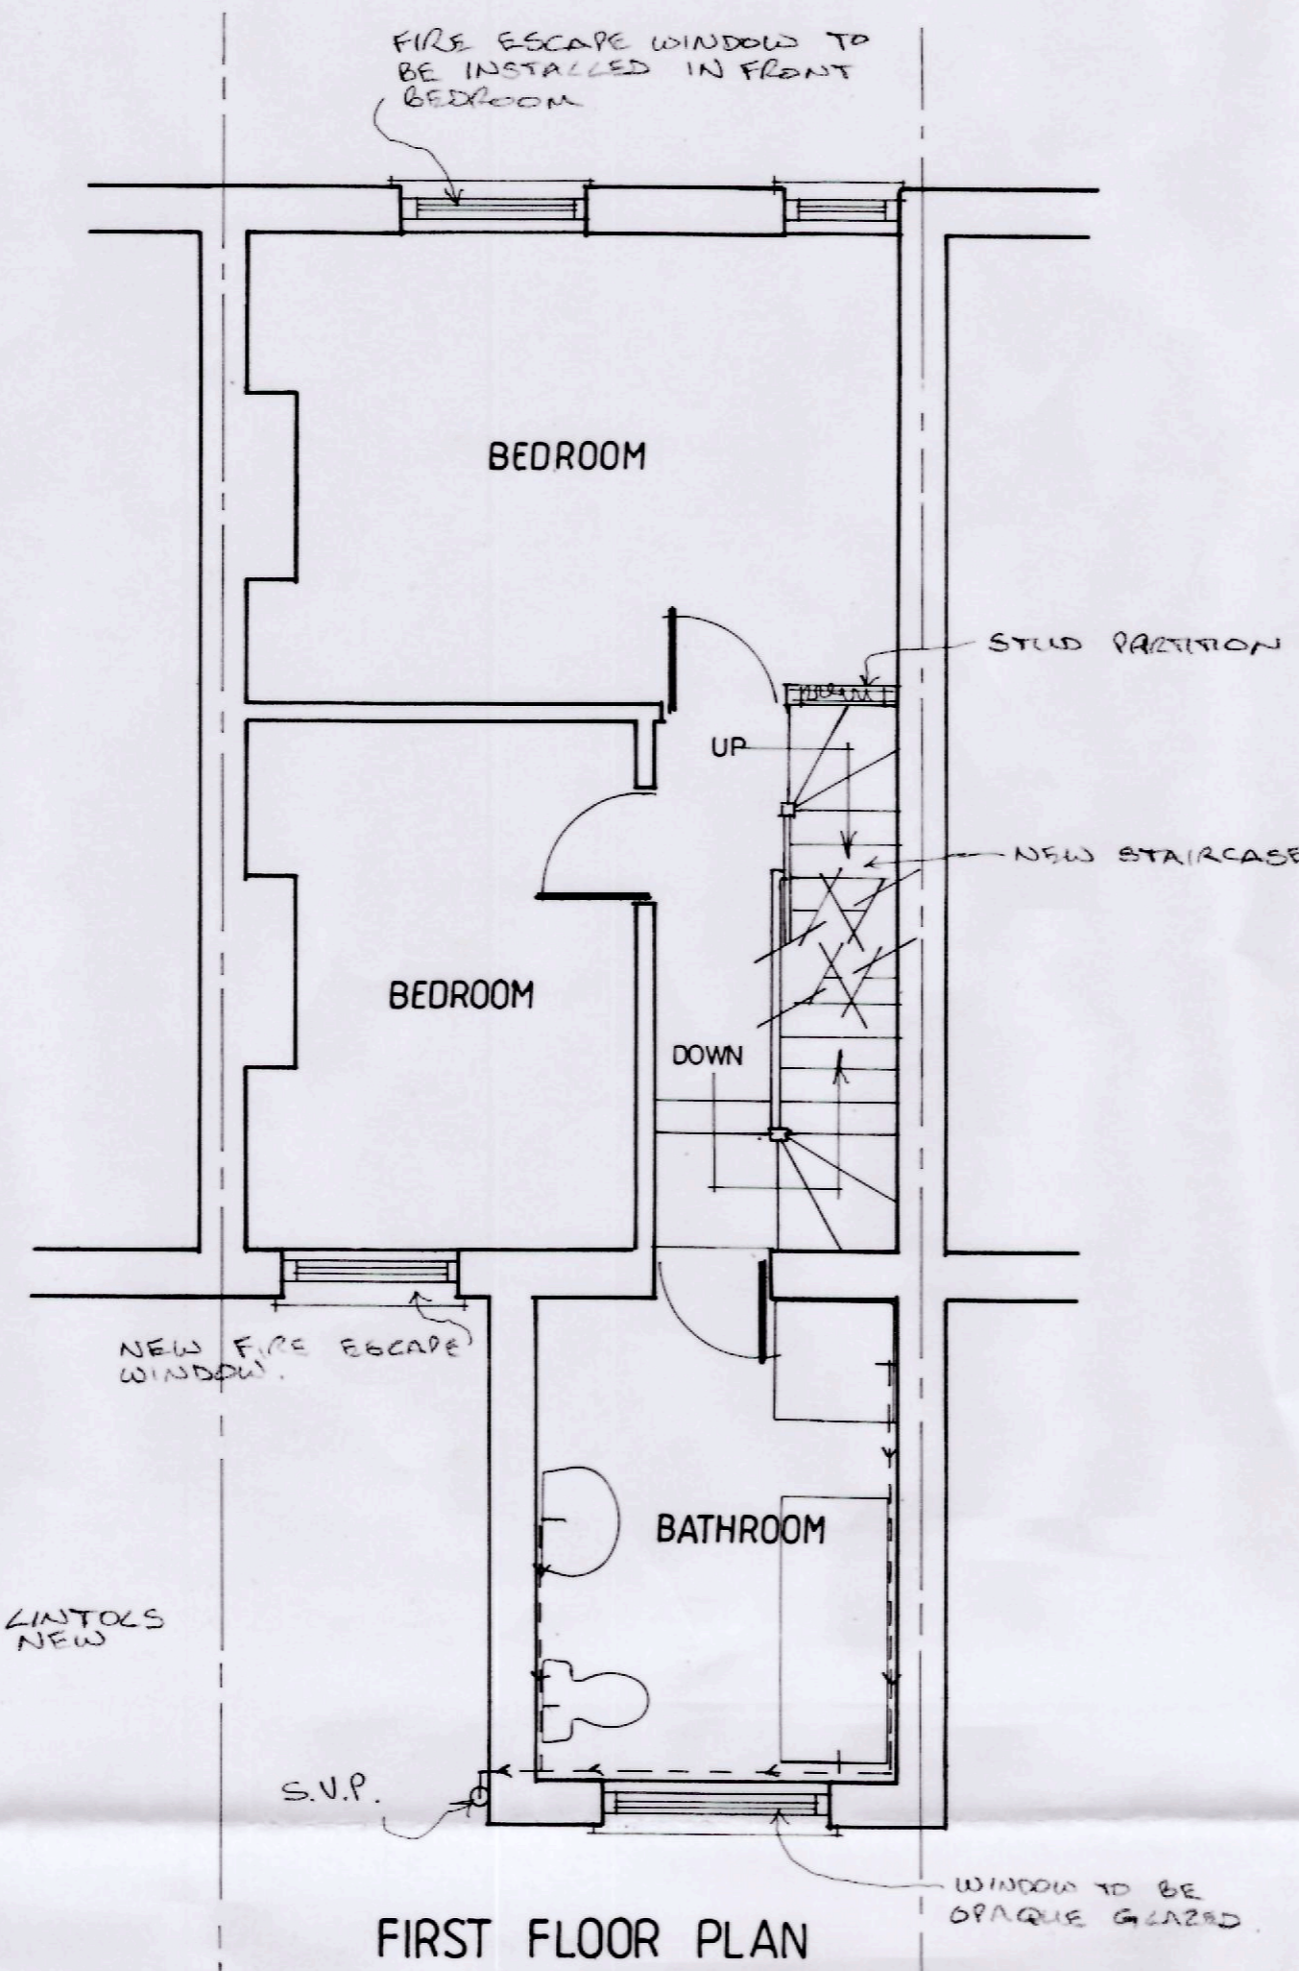 FIRE ESCAPE WINDOW TO
BE INSTALLED IN FRONT
BEDROOM
BEDROOM
STUD PARTITION
UP
NEW STAIRCASE
BEDROOM
DOWN
NEW FIRE ESCAPE
WINDOW.
BATHROOM
LINTOLS
NEW
S.V.P.
WINDOW TO BE
OPAQUE GLAZED.
FIRST FLOOR PLAN